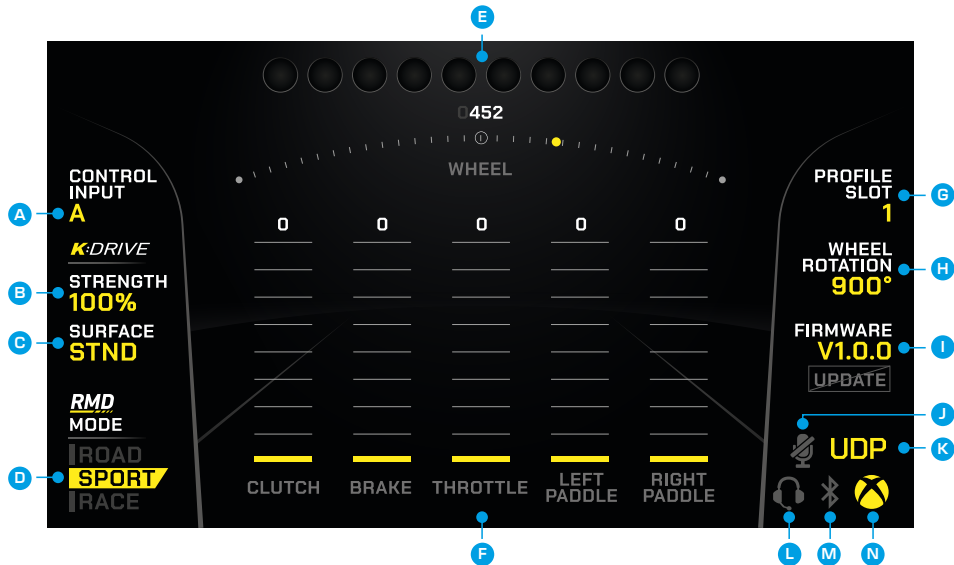 E
0452
WHEEL
CONTROL
INPUT
A
A
K:DRIVE
B
STRENGTH
100%
C
SURFACE
STND
RMD
MODE
ROAD
D
SPORT
RACE
0 0 0 0 0
CLUTCH
BRAKE
THROTTLE
LEFT
PADDLE
RIGHT
PADDLE
F
PROFILE
SLOT
1
G
WHEEL
ROTATION
900°
H
FIRMWARE
V1.0.0
I
UPDATE
J
UDP
K
L
M
N